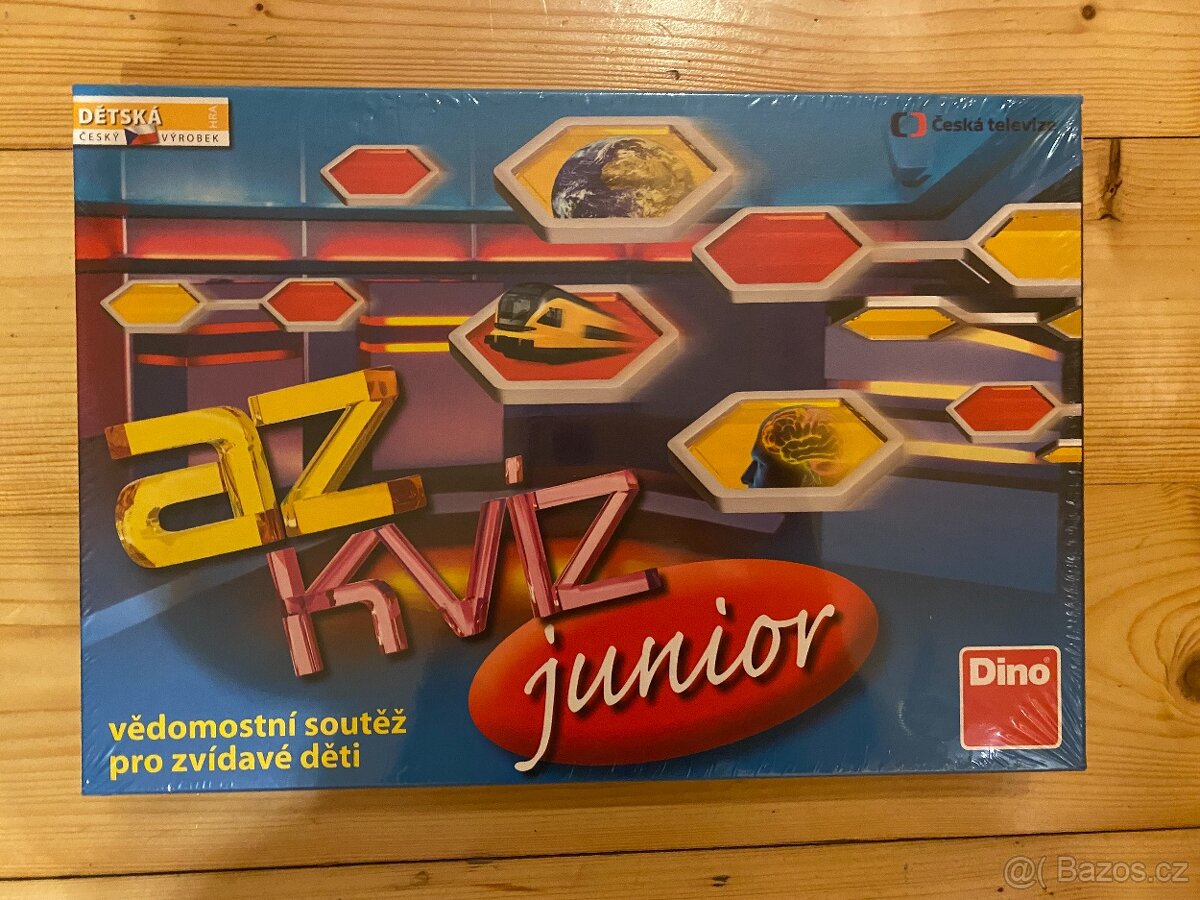 DĚTSKÁ
HRA
ČESKÝ VÝROBEK
Česká televize
az
kvíz
junior
vědomostní soutěž
pro zvídavé děti
Dino®
@( Bazos.cz